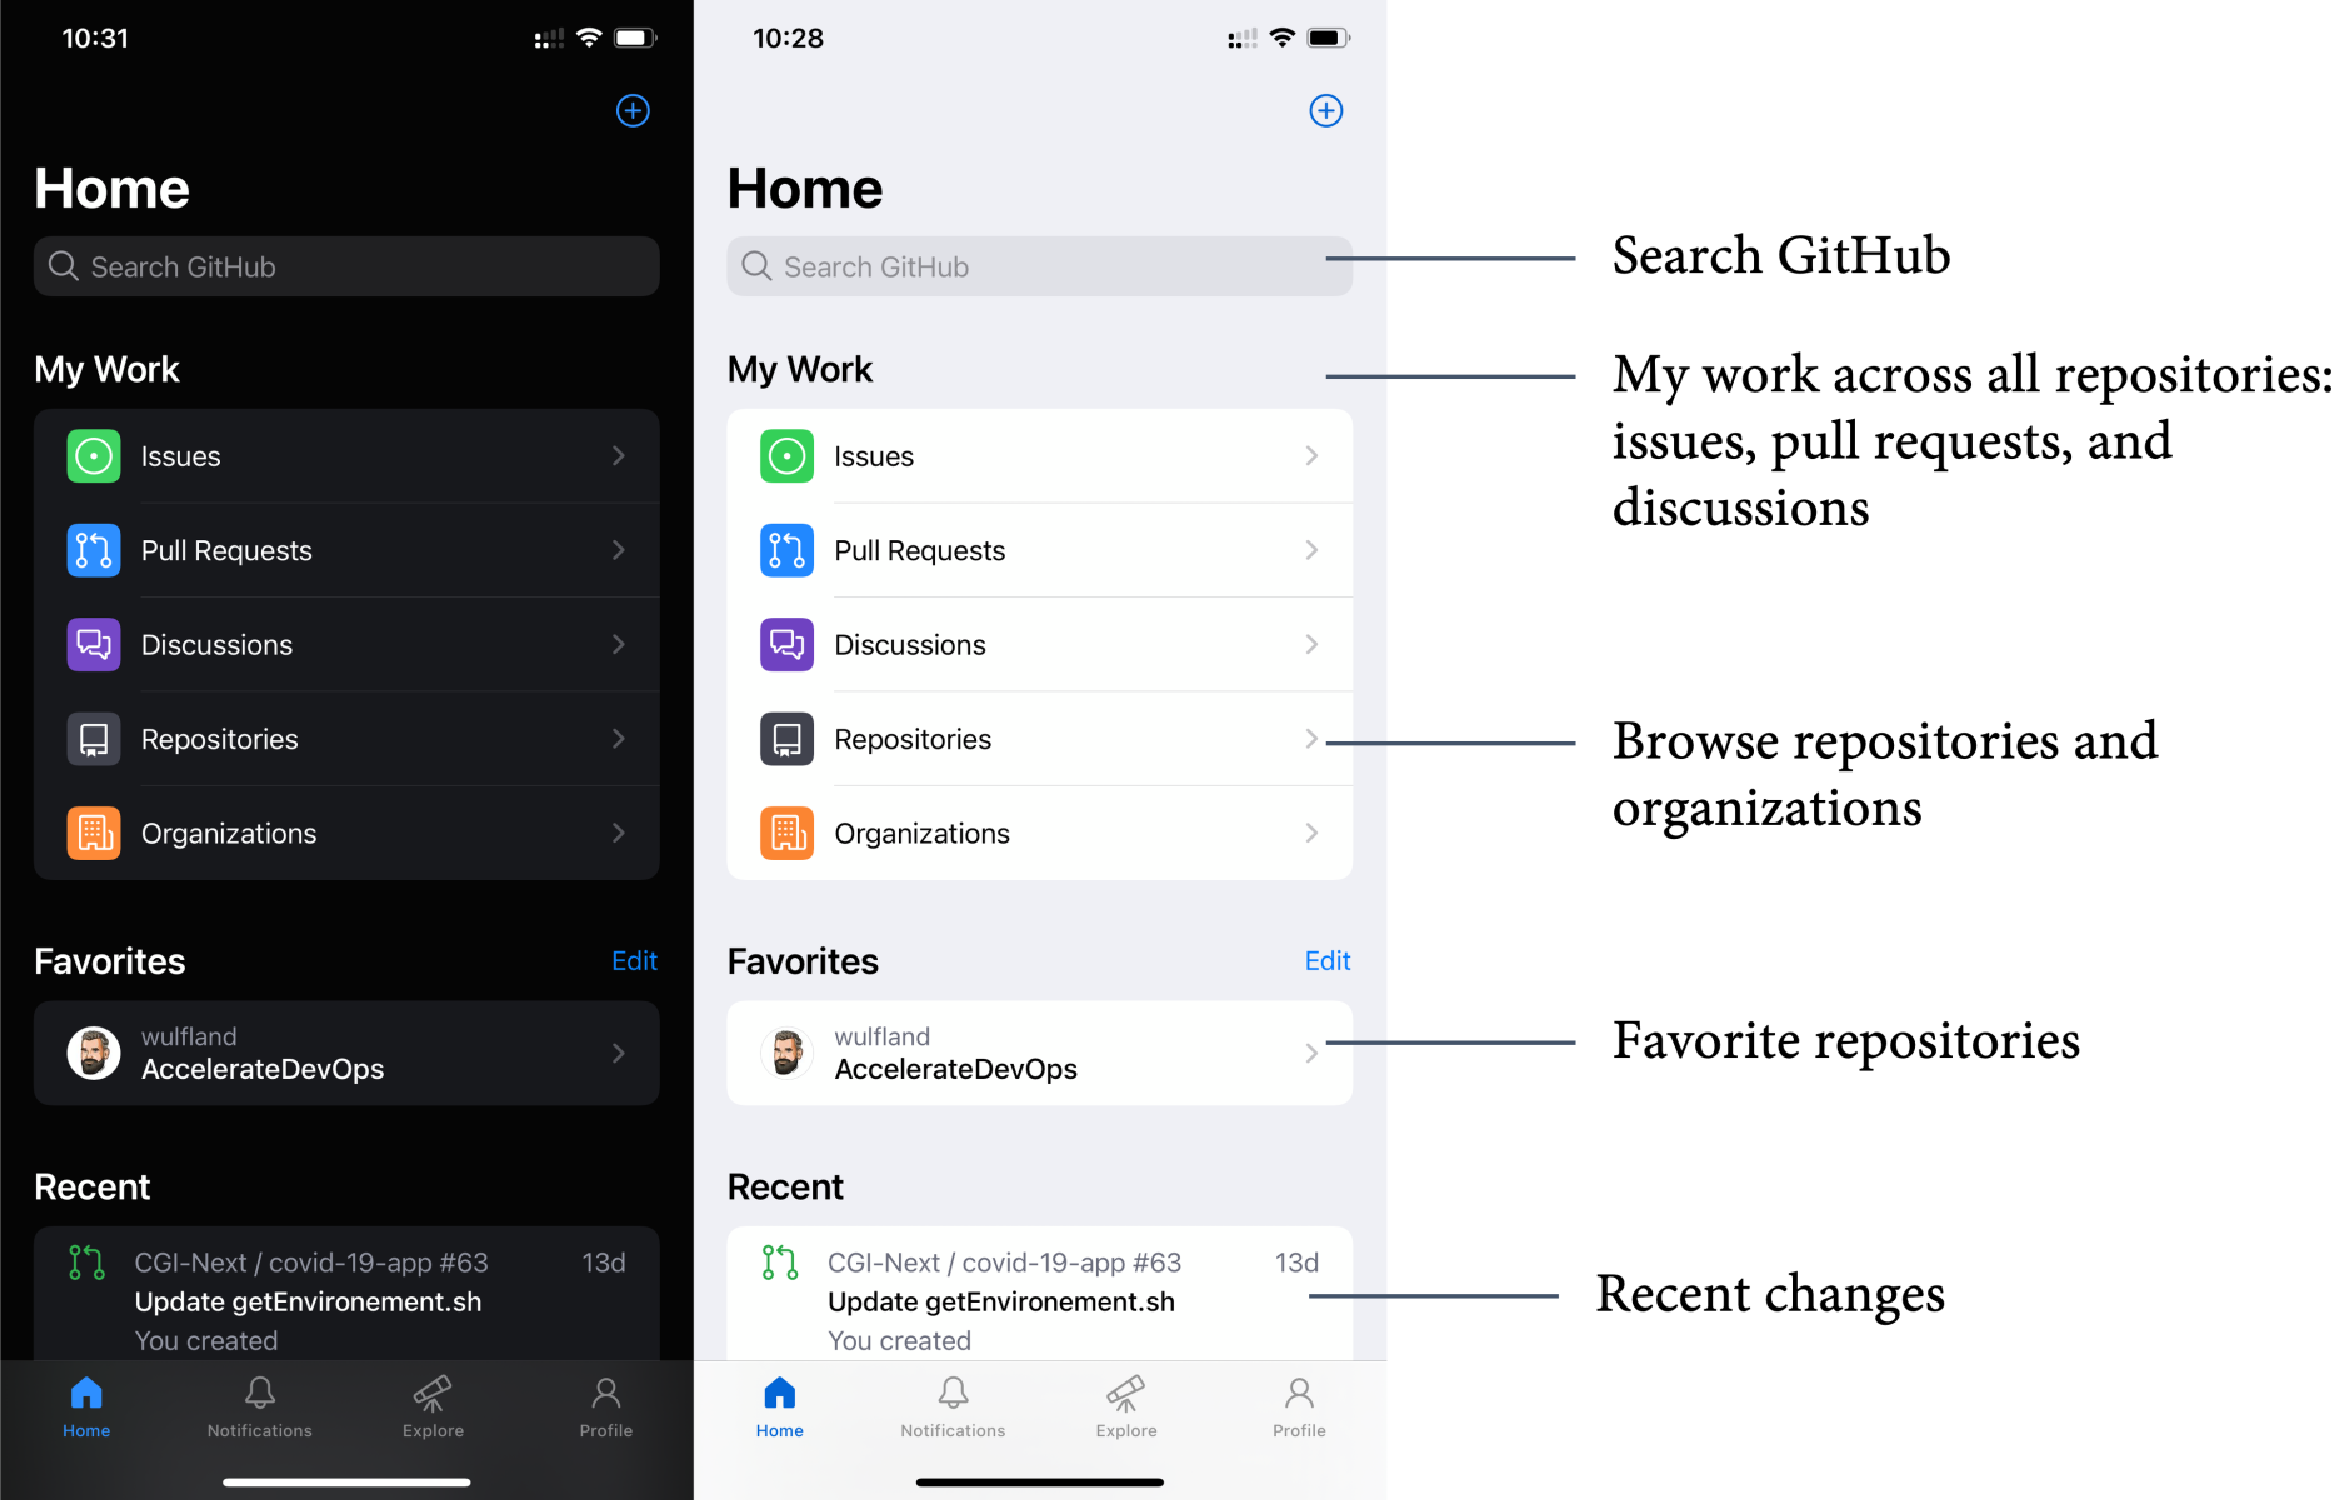 10:31
Home
Search GitHub
My Work
Issues
Pull Requests
Discussions
Repositories
Organizations
Favorites
Edit
wulfland
AccelerateDevOps
Recent
CGI-Next / covid-19-app #63
13d
Update getEnvironement.sh
You created
Home
Notifications
Explore
Profile
10:28
Home
Search GitHub
My Work
Issues
Pull Requests
Discussions
Repositories
Organizations
Favorites
Edit
wulfland
AccelerateDevOps
Recent
CGI-Next / covid-19-app #63
13d
Update getEnvironement.sh
You created
Home
Notifications
Explore
Profile
Search GitHub
My work across all repositories:
issues, pull requests, and
discussions
Browse repositories and
organizations
Favorite repositories
Recent changes